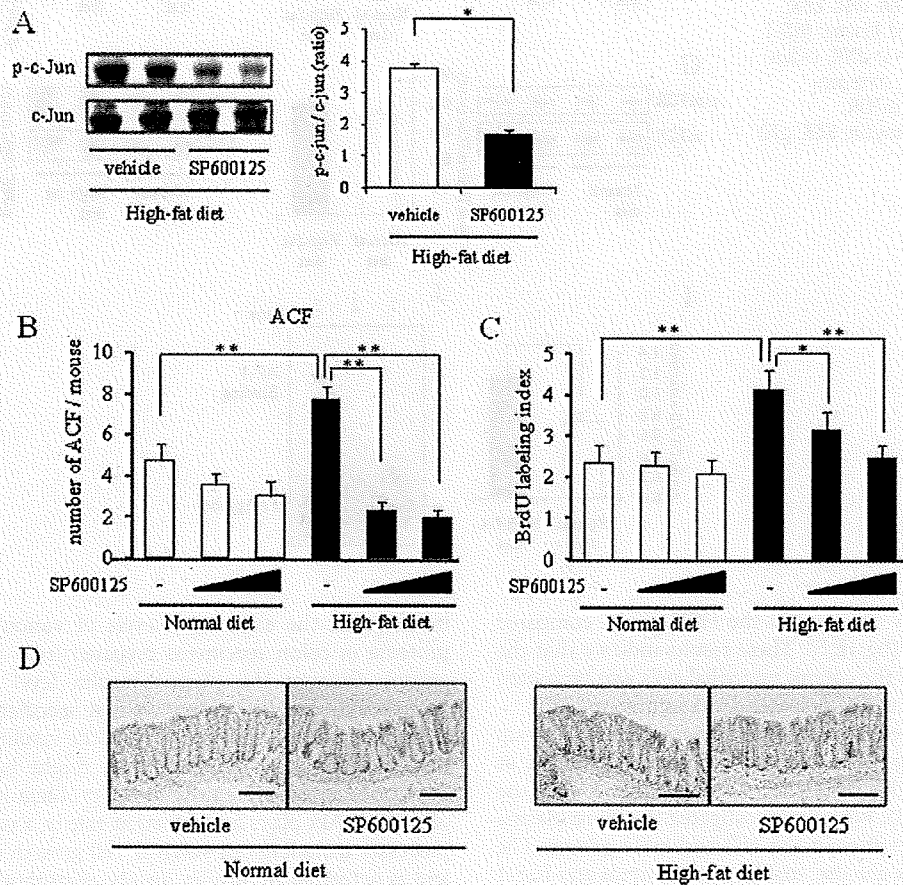 A
p-c-Jun
c-Jun
vehicle SP600125
High-fat diet
p-c-jun / c-jun (ratio)
5
4
3
2
1
0
*
vehicle SP600125
High-fat diet
B
ACF
number of ACF / mouse
10
8
6
4
2
0
**
**
**
SP600125 - -
Normal diet High-fat diet
C
BrdU labeling index
5
4
3
2
1
0
**
**
*
SP600125 - -
Normal diet High-fat diet
D
vehicle SP600125
Normal diet
vehicle SP600125
High-fat diet